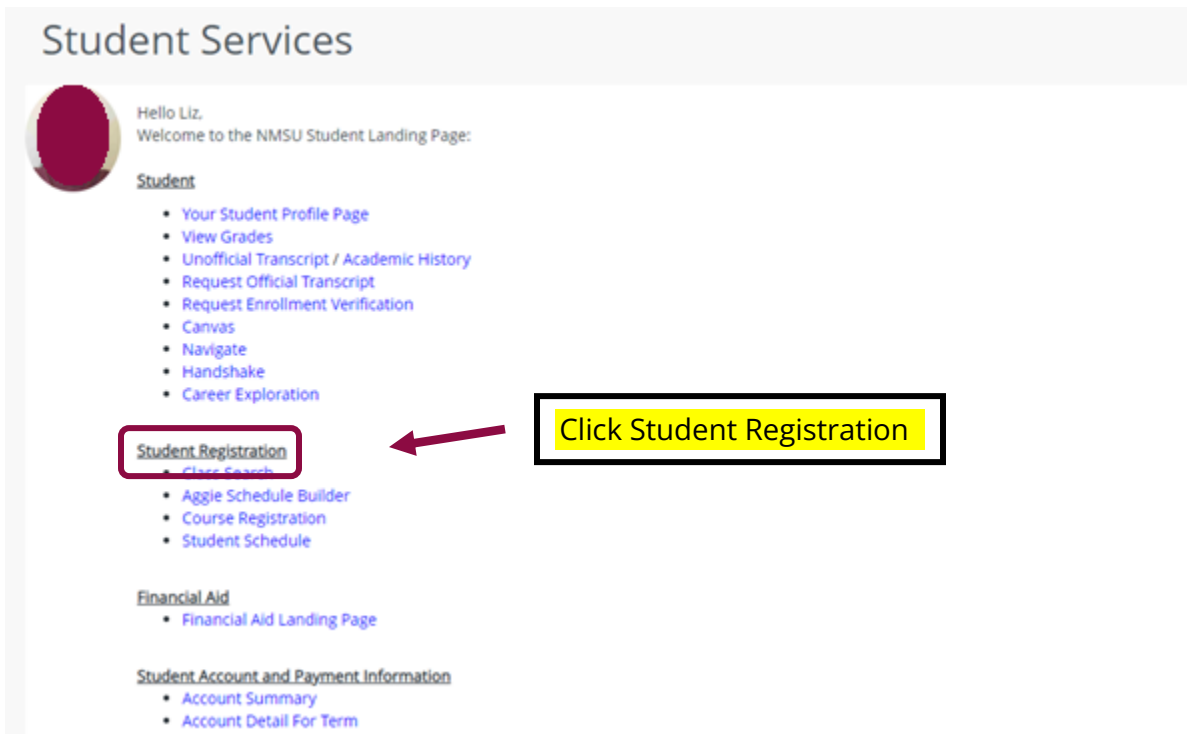 Student Services
Hello Liz,
Welcome to the NMSU Student Landing Page:
Student
• Your Student Profile Page
• View Grades
• Unofficial Transcript / Academic History
• Request Official Transcript
• Request Enrollment Verification
• Canvas
• Navigate
• Handshake
• Career Exploration
Click Student Registration
Student Registration
• Class Search
• Aggie Schedule Builder
• Course Registration
• Student Schedule
Financial Aid
• Financial Aid Landing Page
Student Account and Payment Information
• Account Summary
• Account Detail For Term